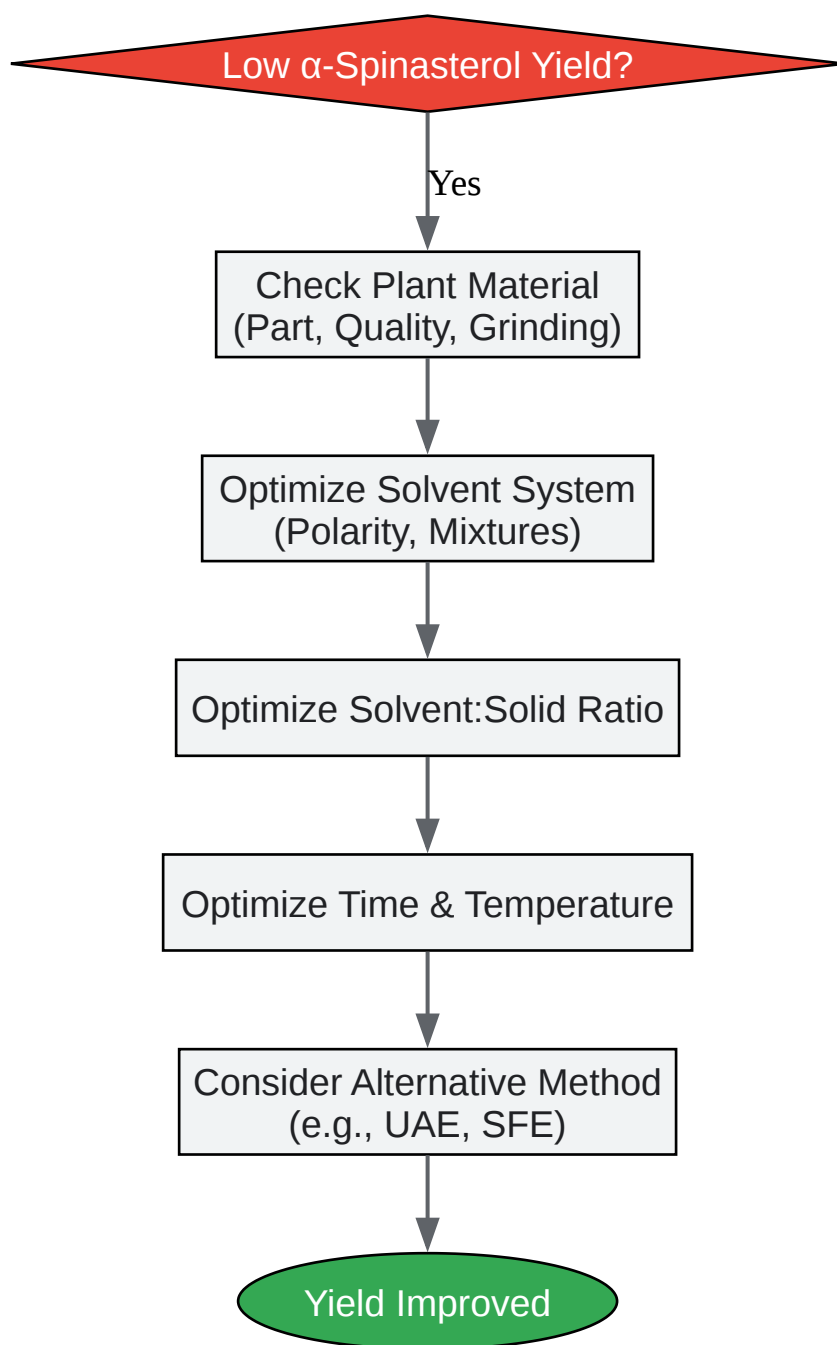 Low α-Spinasterol Yield?
Yes
Check Plant Material
(Part, Quality, Grinding)
Optimize Solvent System
(Polarity, Mixtures)
Optimize Solvent:Solid Ratio
Optimize Time & Temperature
Consider Alternative Method
(e.g., UAE, SFE)
Yield Improved